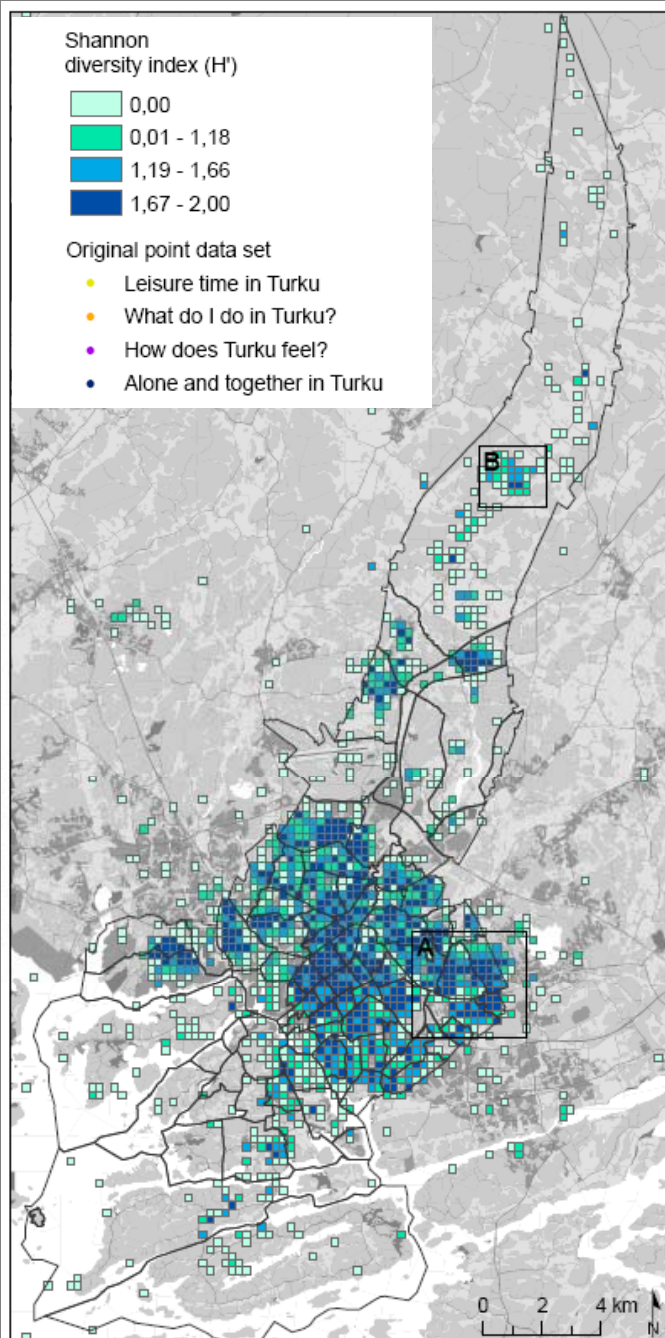 Shannon
diversity index (H')
0,00
0,01 - 1,18
1,19 - 1,66
1,67 - 2,00
Original point data set
Leisure time in Turku
What do I do in Turku?
How does Turku feel?
Alone and together in Turku
B
A
0 2 4 km
N